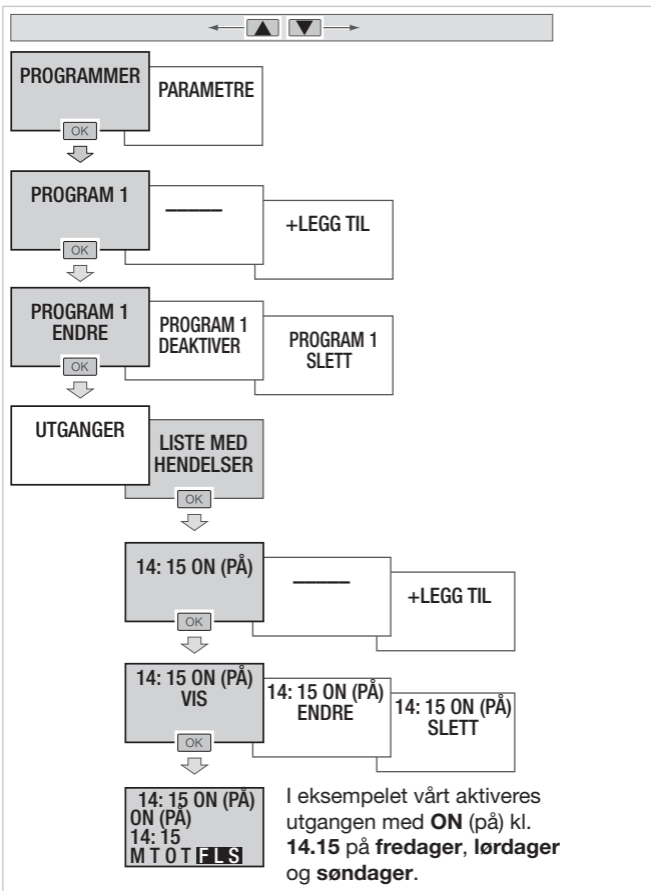 PROGRAMMER
PARAMETRE
OK
PROGRAM 1
_____
+LEGG TIL
OK
PROGRAM 1
ENDRE
PROGRAM 1
DEAKTIVER
PROGRAM 1
SLETT
OK
UTGANGER
LISTE MED
HENDELSER
OK
14: 15 ON (PÅ)
_____
+LEGG TIL
OK
14: 15 ON (PÅ)
VIS
14: 15 ON (PÅ)
ENDRE
14: 15 ON (PÅ)
SLETT
OK
14: 15 ON (PÅ)
ON (PÅ)
14: 15
M T O T F L S
I eksempelet vårt aktiveres
utgangen med ON (på) kl.
14.15 på fredager, lørdager
og søndager.